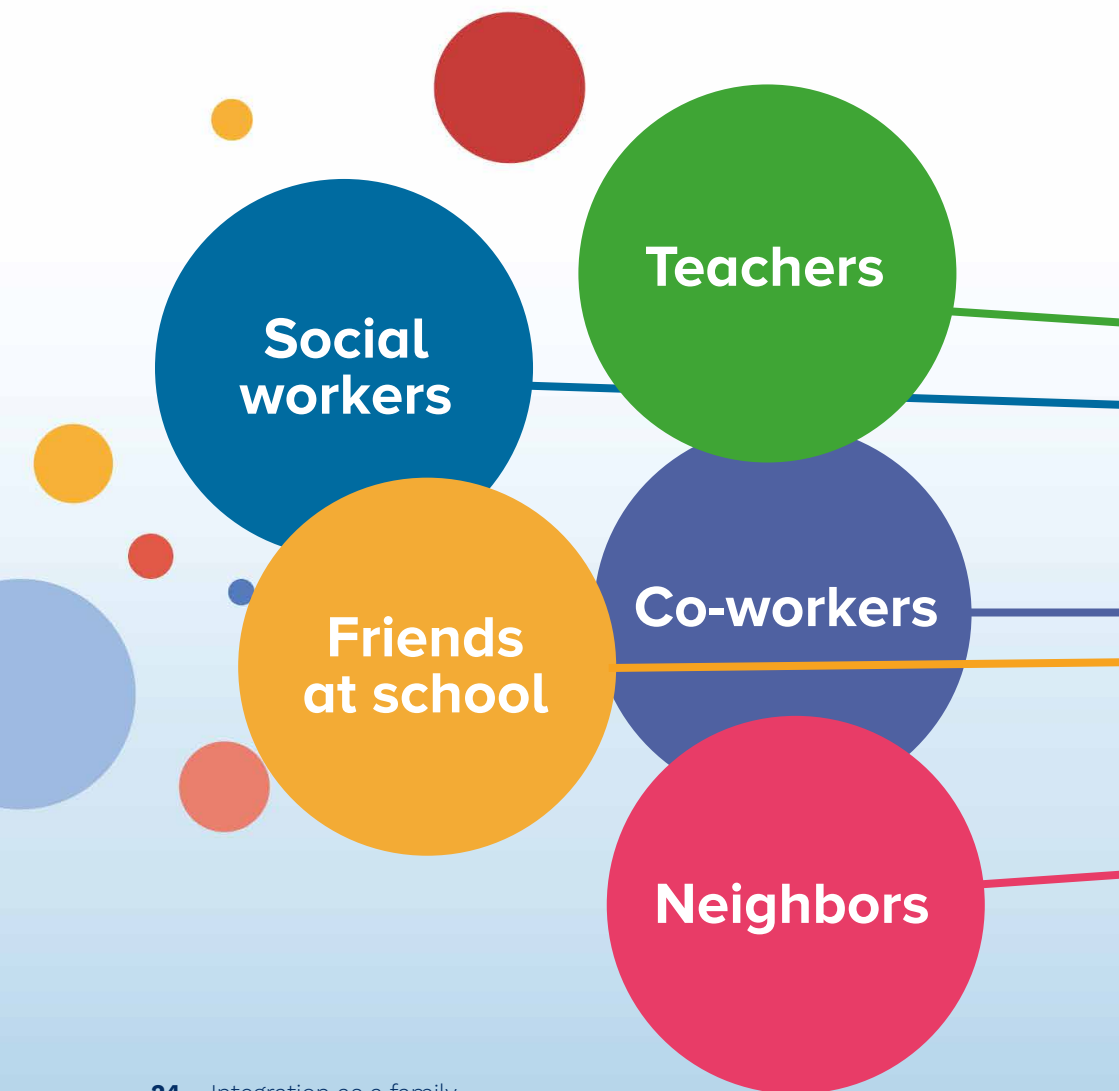 Teachers
Social
workers
Co-workers
Friends
at school
Neighbors
Integration as a family